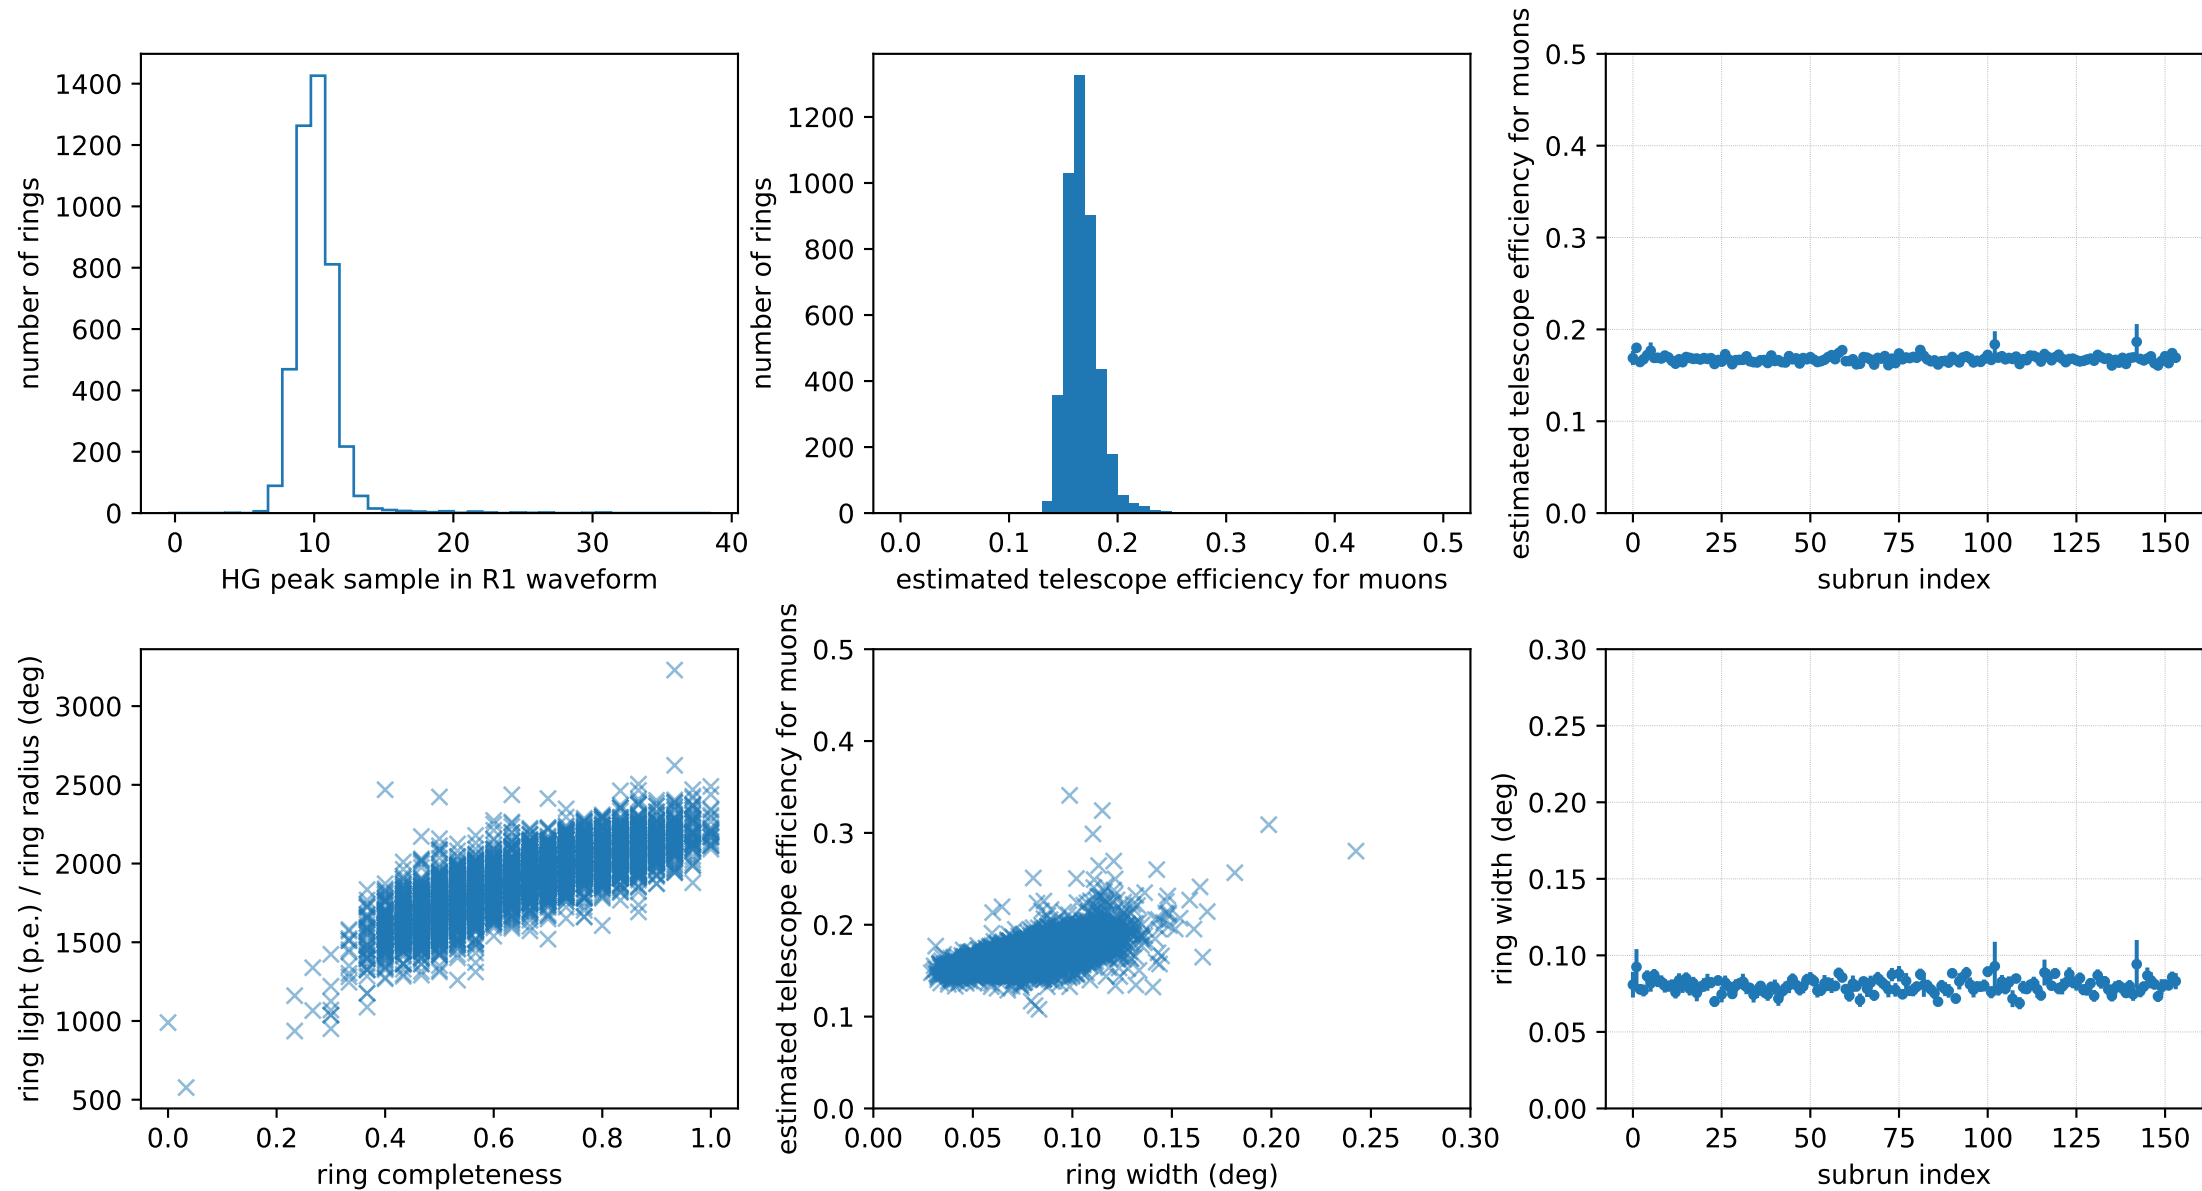 number of rings
1400
1200
1000
800
600
400
200
0
0 10 20 30 40
HG peak sample in R1 waveform
number of rings
1200
1000
800
600
400
200
0
0.0 0.1 0.2 0.3 0.4 0.5
estimated telescope efficiency for muons
estimated telescope efficiency for muons
0.5
0.4
0.3
0.2
0.1
0.0
0 25 50 75 100 125 150
subrun index
ring light (p.e.) / ring radius (deg)
3000
2500
2000
1500
1000
500
0.0 0.2 0.4 0.6 0.8 1.0
ring completeness
estimated telescope efficiency for muons
0.5
0.4
0.3
0.2
0.1
0.0
0.00 0.05 0.10 0.15 0.20 0.25 0.30
ring width (deg)
ring width (deg)
0.30
0.25
0.20
0.15
0.10
0.05
0.00
0 25 50 75 100 125 150
subrun index